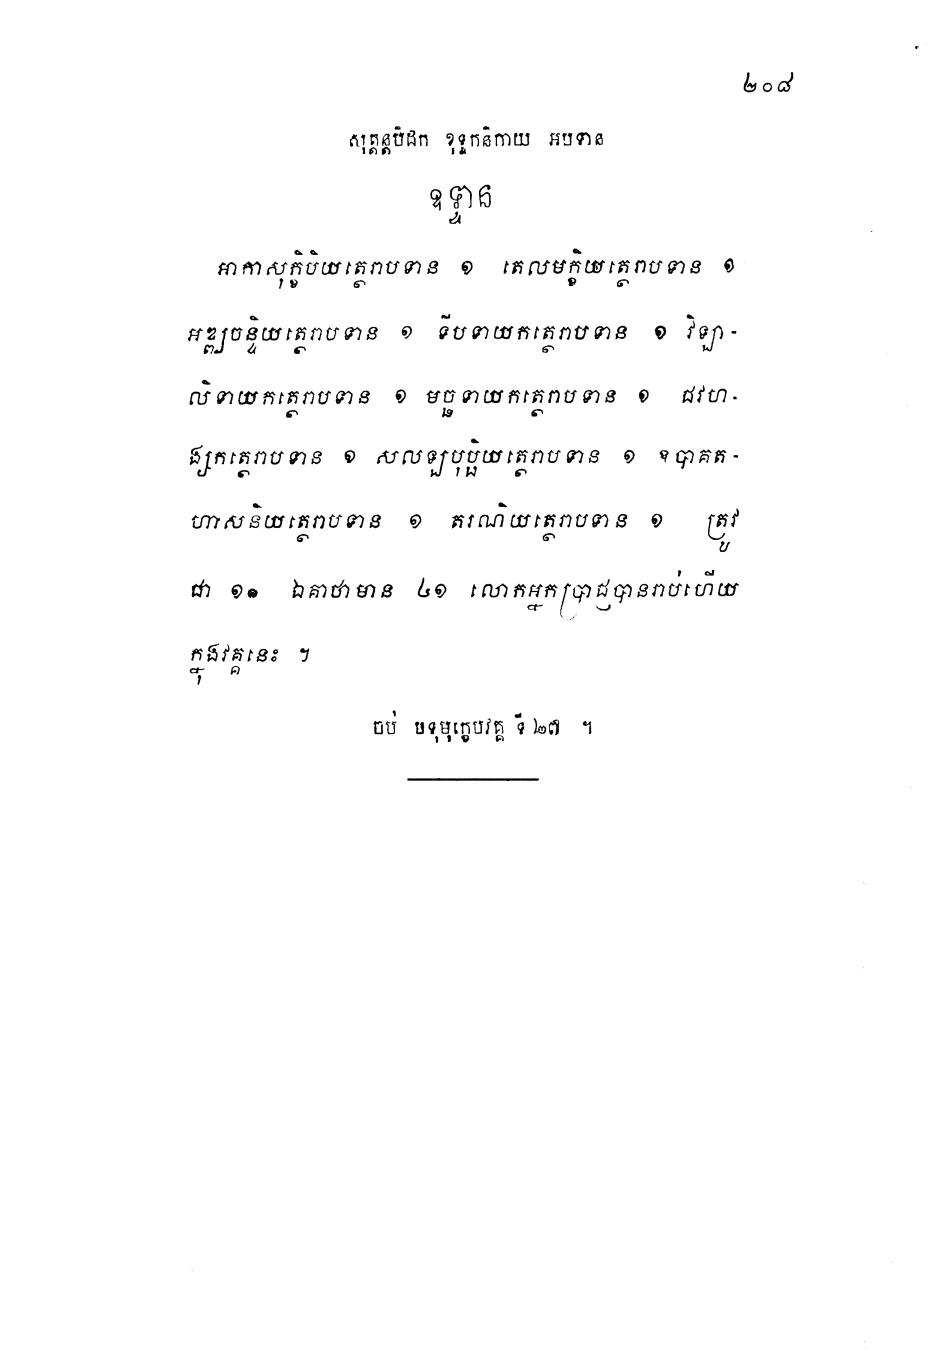 ២០៨
សុត្តន្តបិដក ខុទ្ទកនិកាយ អបទាន
ឧទ្ទាន
អាកាសុក្ខិបិយត្ថេរាបទាន ១ តេលមក្ខិយត្ថេរាបទាន ១
អឌ្ឍចន្ទិយត្ថេរាបទាន ១ ទីបទាយកត្ថេរាបទាន ១ វិឡា-
លិទាយកត្ថេរាបទាន ១ មច្ឆទាយកត្ថេរាបទាន ១ ជវហ-
ង្សកត្ថេរាបទាន ១ សលឡបុប្ផិយត្ថេរាបទាន ១ ឧបាគត-
ហាសនិយត្ថេរាបទាន ១ តរណិយត្ថេរាបទាន ១ ត្រូវ
ជា ១១ ឯគាថាមាន ៤១ លោកអ្នកប្រាជ្ញបានរាប់ហើយ
ក្នុងវគ្គនេះ ។
ចប់ បទុមុក្ខេបវគ្គ ទី ២៧ ។